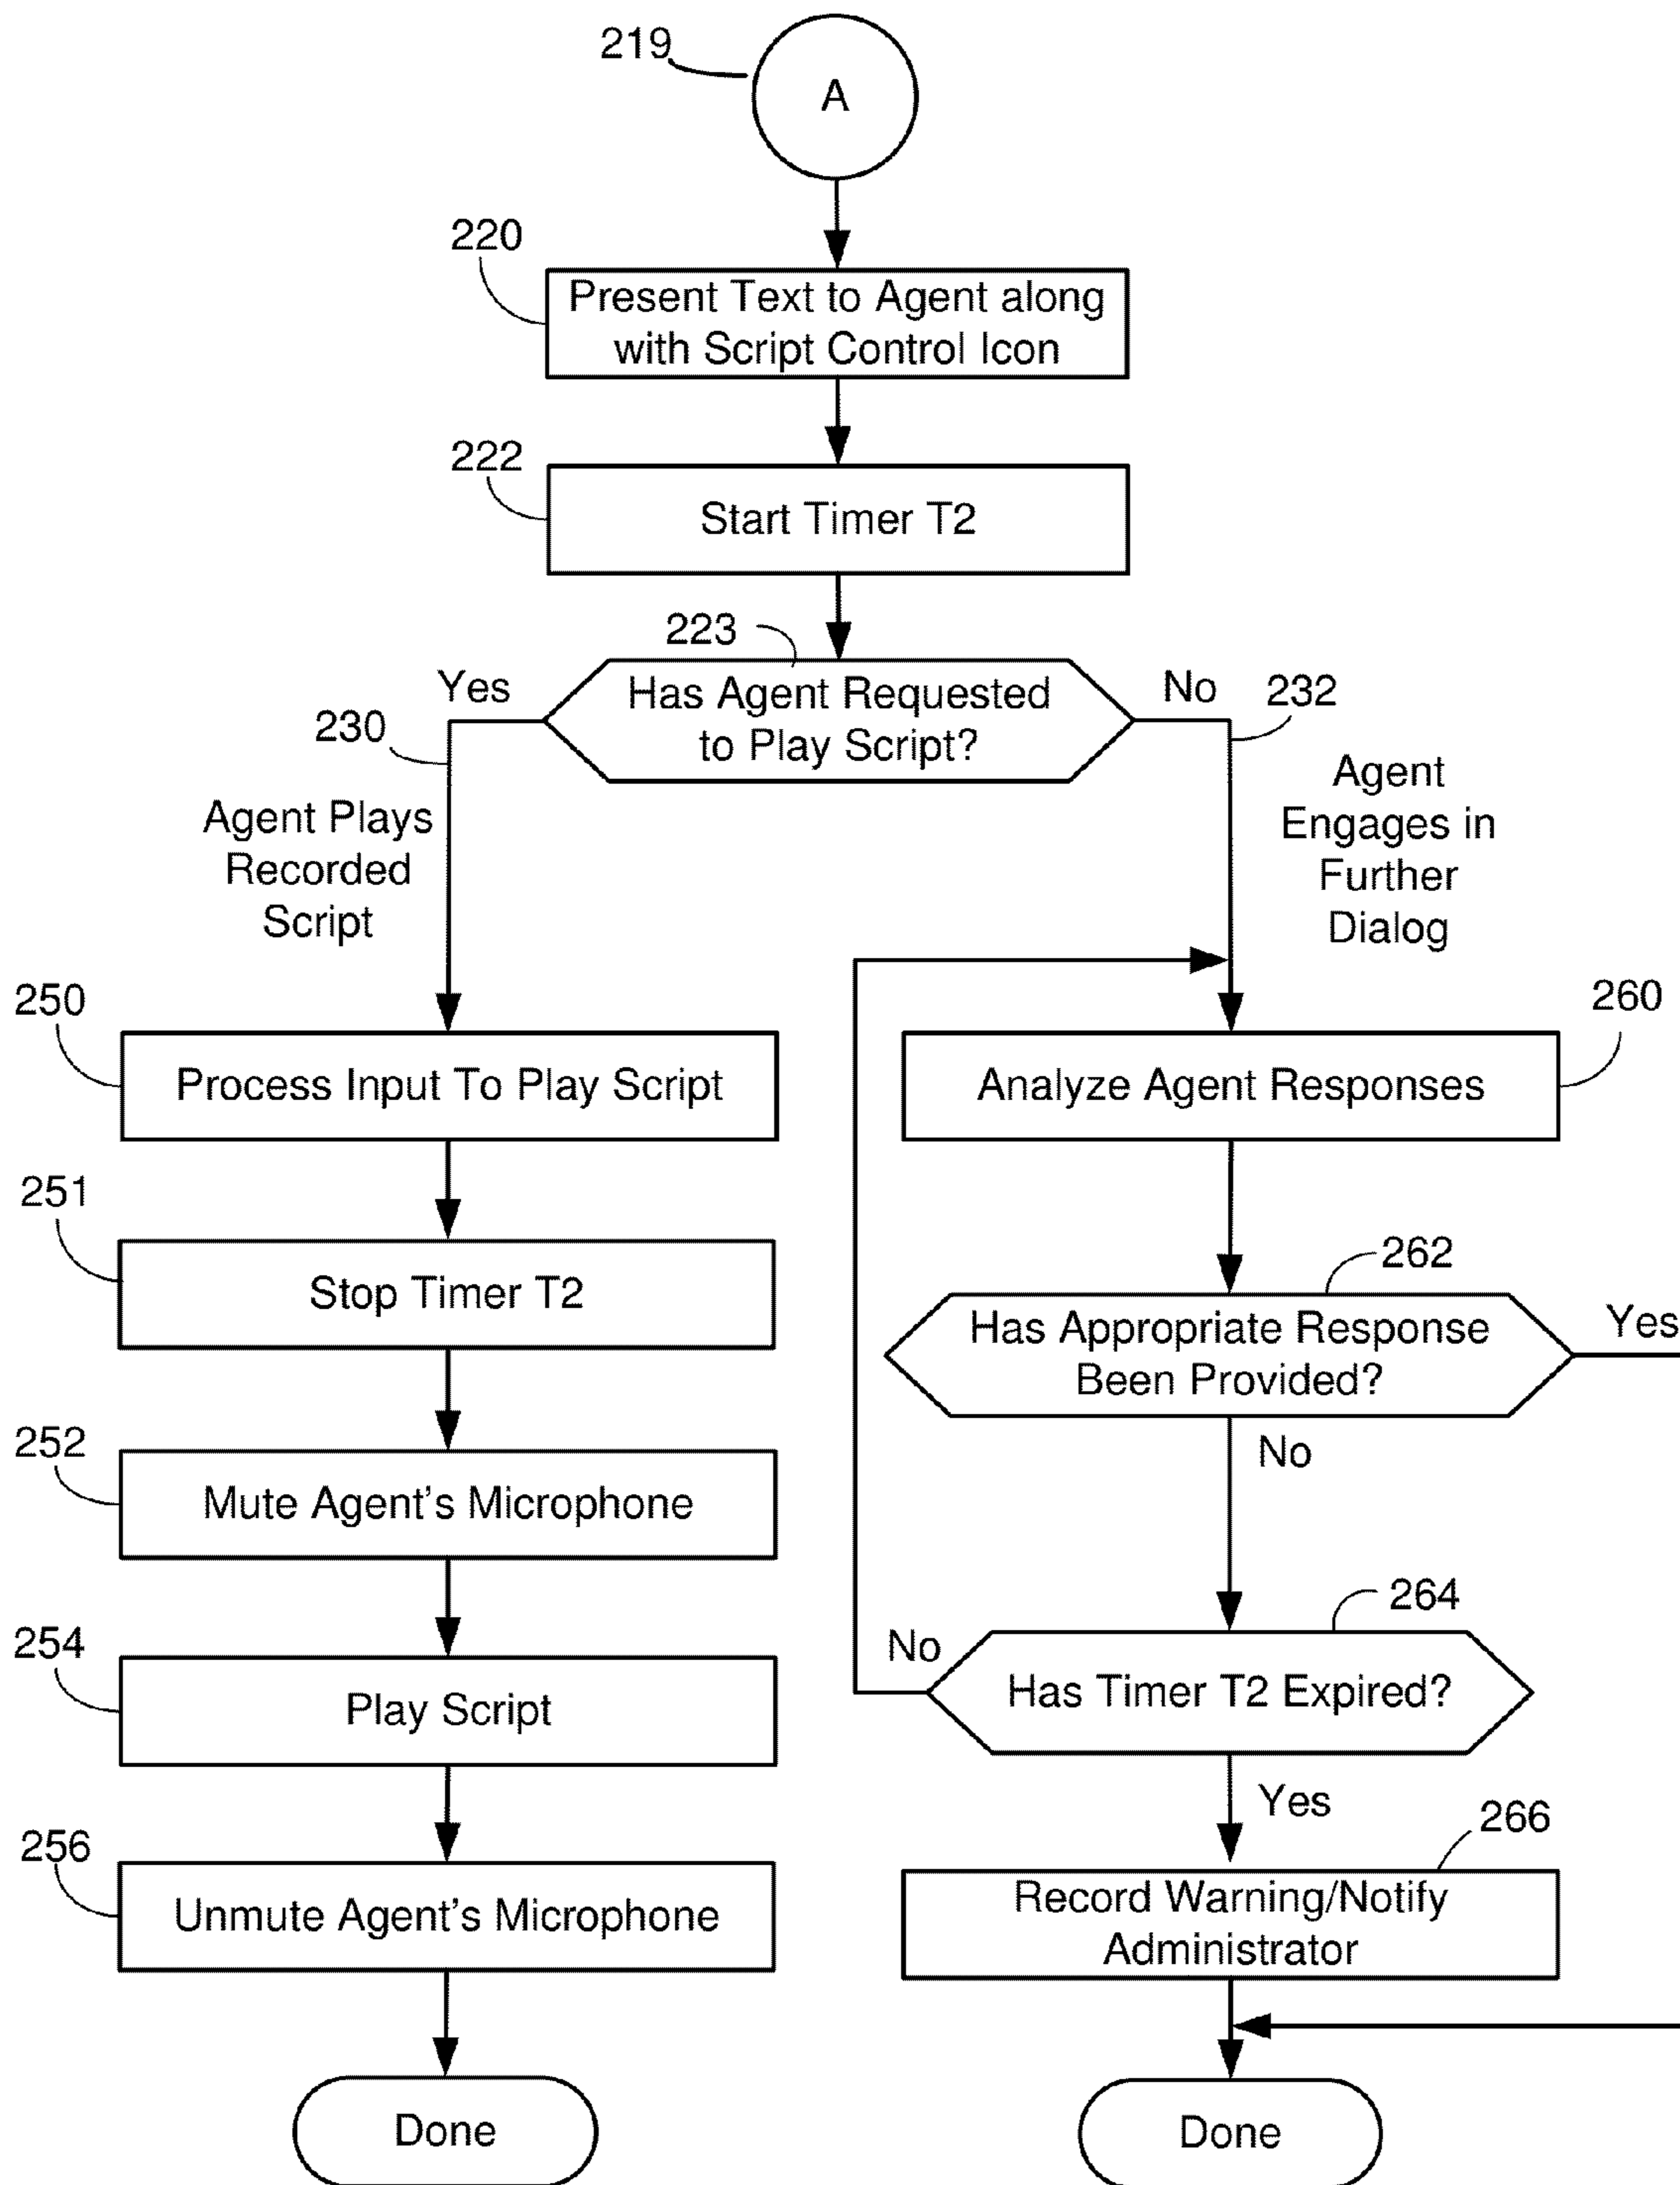 219
A
220
Present Text to Agent along
with Script Control Icon
222
Start Timer T2
223
Yes
Has Agent Requested
to Play Script?
No
232
230
Agent Plays
Recorded
Script
Agent
Engages in
Further
Dialog
250
Process Input To Play Script
260
Analyze Agent Responses
251
Stop Timer T2
262
Has Appropriate Response
Been Provided?
Yes
No
252
Mute Agent's Microphone
264
No
Has Timer T2 Expired?
254
Play Script
Yes
266
256
Unmute Agent's Microphone
Record Warning/Notify
Administrator
Done
Done